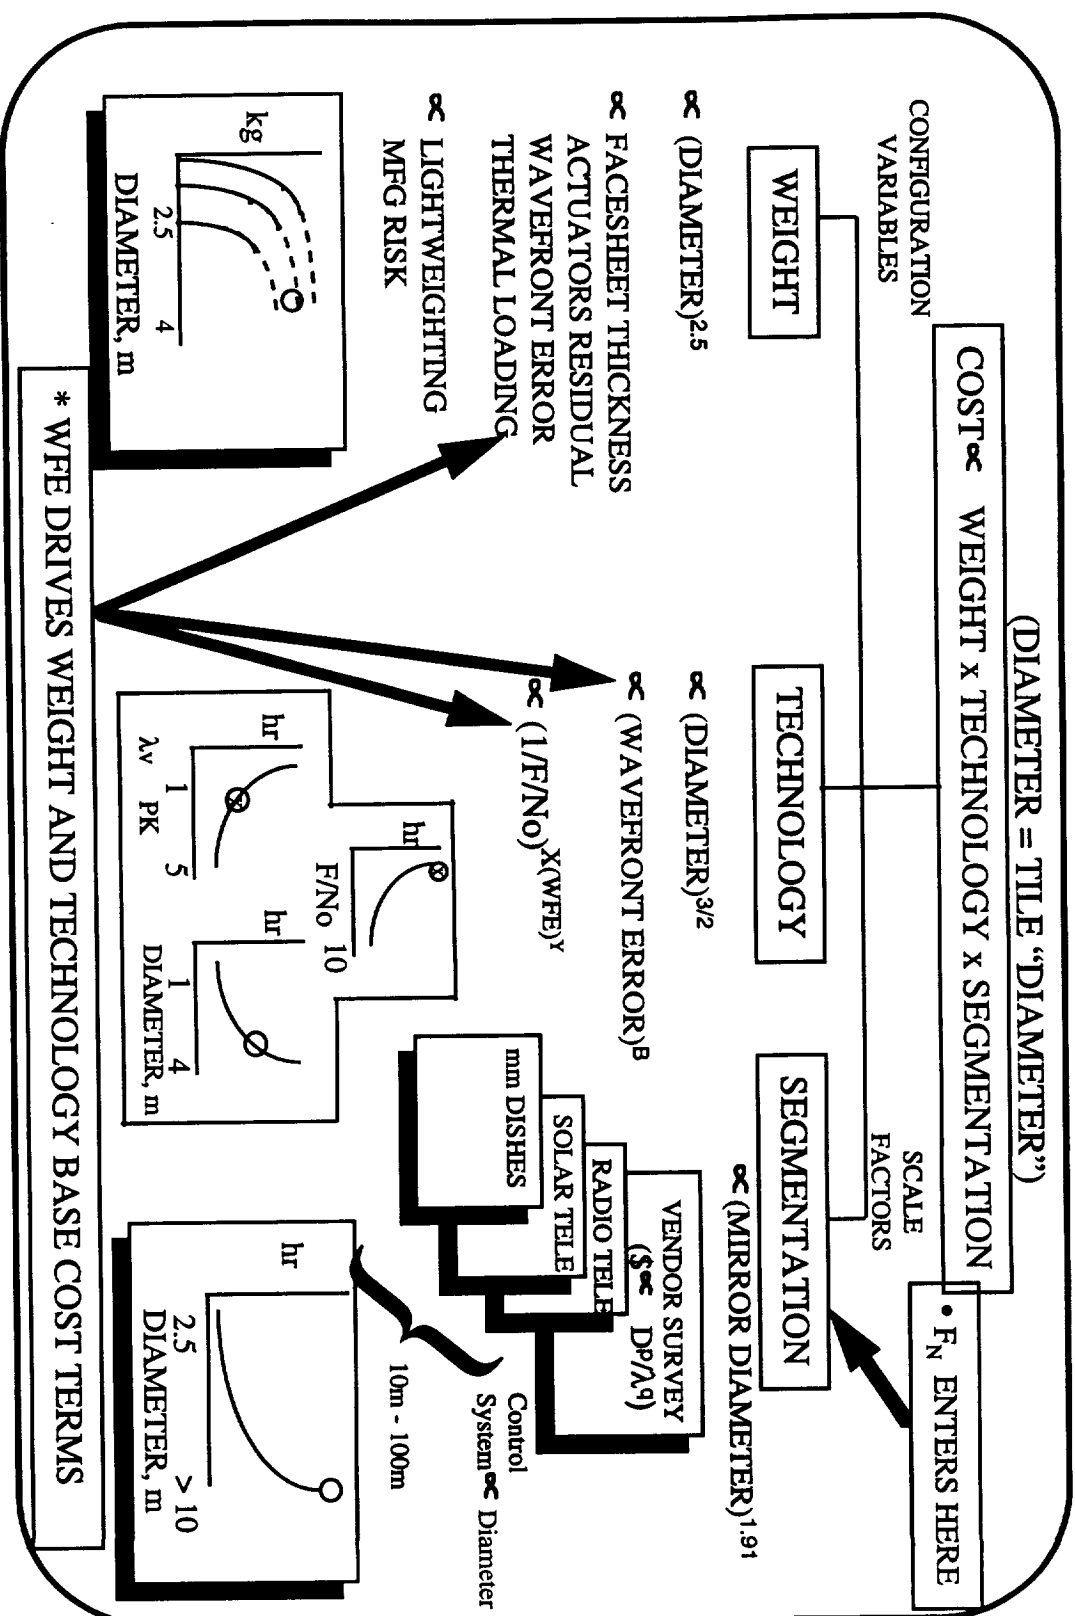 (DIAMETER = TILE “DIAMETER”)
COST∝ WEIGHT x TECHNOLOGY x SEGMENTATION
• F_N ENTERS HERE
CONFIGURATION
VARIABLES
SCALE
FACTORS
WEIGHT
∝ (DIAMETER)^2.5
∝ FACESHEET THICKNESS
ACTUATORS RESIDUAL
WAVEFRONT ERROR
THERMAL LOADING
∝ LIGHTWEIGHTING
MFG RISK
kg
2.5 4
DIAMETER, m
TECHNOLOGY
∝ (DIAMETER)^3/2
∝ (WAVEFRONT ERROR)^B
∝ (1/F/No)^X(WFE)^Y
hr
F/No 10
hr
1 5
λv PK
hr
1 4
DIAMETER, m
SEGMENTATION
∝ (MIRROR DIAMETER)^1.91
VENDOR SURVEY
($∝ D^p/λ^q)
RADIO TELE
SOLAR TELE
mm DISHES
Control
System∝ Diameter
10m - 100m
hr
2.5 > 10
DIAMETER, m
* WFE DRIVES WEIGHT AND TECHNOLOGY BASE COST TERMS